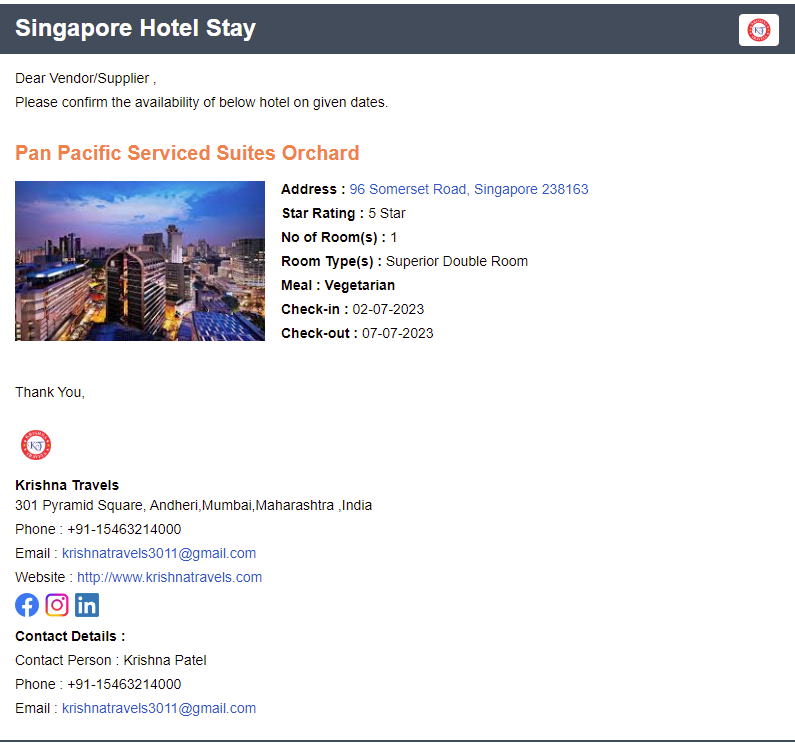 Singapore Hotel Stay
Dear Vendor/Supplier ,
Please confirm the availability of below hotel on given dates.
Pan Pacific Serviced Suites Orchard
Address : 96 Somerset Road, Singapore 238163
Star Rating : 5 Star
No of Room(s) : 1
Room Type(s) : Superior Double Room
Meal : Vegetarian
Check-in : 02-07-2023
Check-out : 07-07-2023
Thank You,
Krishna Travels
301 Pyramid Square, Andheri,Mumbai,Maharashtra ,India
Phone : +91-15463214000
Email : krishnatravels3011@gmail.com
Website : http://www.krishnatravels.com
Contact Details :
Contact Person : Krishna Patel
Phone : +91-15463214000
Email : krishnatravels3011@gmail.com